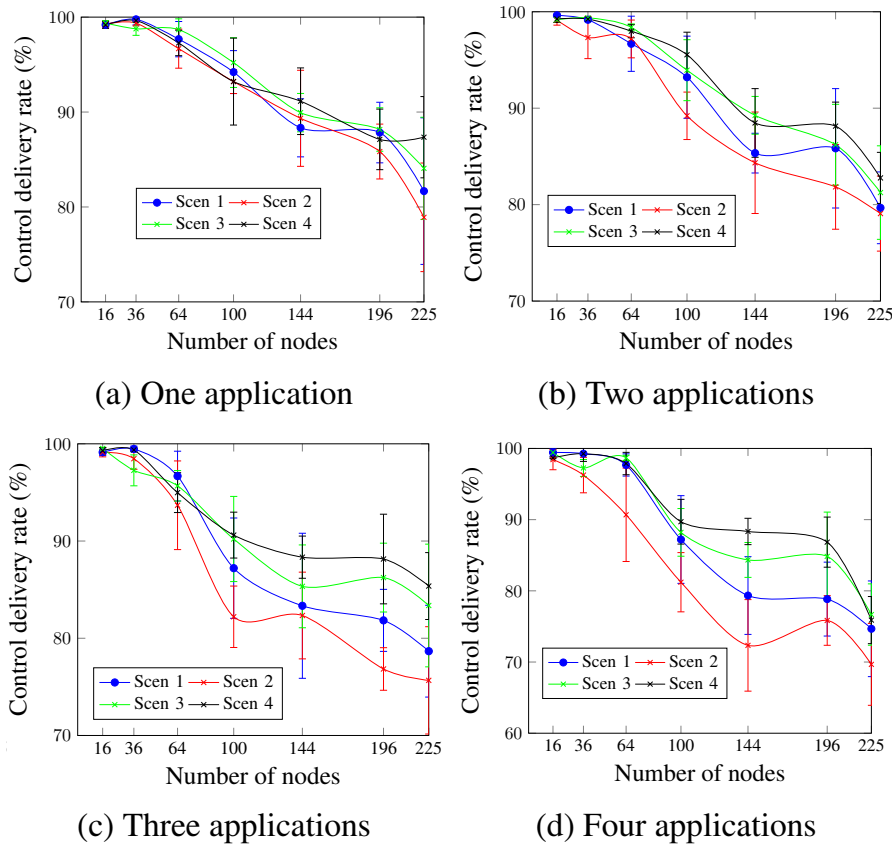 100
90
80
70
16 36 64 100 144 196 225
Control delivery rate (%)
Number of nodes
Scen 1 Scen 2
Scen 3 Scen 4
(a) One application
100
90
80
70
16 36 64 100 144 196 225
Control delivery rate (%)
Number of nodes
Scen 1 Scen 2
Scen 3 Scen 4
(b) Two applications
100
90
80
70
16 36 64 100 144 196 225
Control delivery rate (%)
Number of nodes
Scen 1 Scen 2
Scen 3 Scen 4
(c) Three applications
100
90
80
70
60
16 36 64 100 144 196 225
Control delivery rate (%)
Number of nodes
Scen 1 Scen 2
Scen 3 Scen 4
(d) Four applications